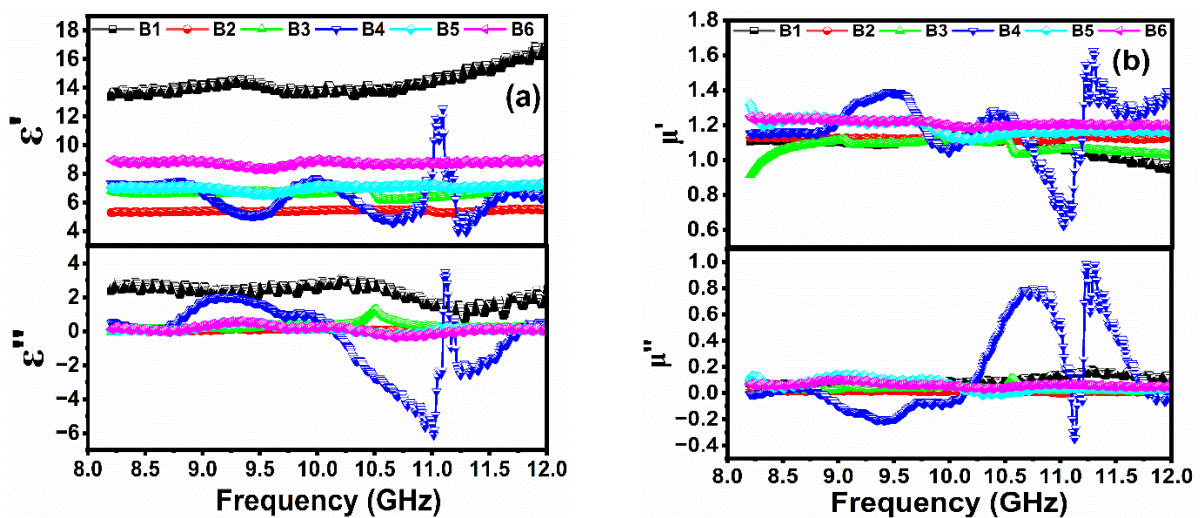 B1 B2 B3 B4 B5 B6
18
16
14
12
10
8
6
4
ε'
(a)
4
2
0
−2
−4
−6
ε''
8.0 8.5 9.0 9.5 10.0 10.5 11.0 11.5 12.0
Frequency (GHz)
B1 B2 B3 B4 B5 B6
1.8
1.6
1.4
1.2
1.0
0.8
0.6
μ'
(b)
1.0
0.8
0.6
0.4
0.2
0.0
−0.2
−0.4
μ''
8.0 8.5 9.0 9.5 10.0 10.5 11.0 11.5 12.0
Frequency (GHz)